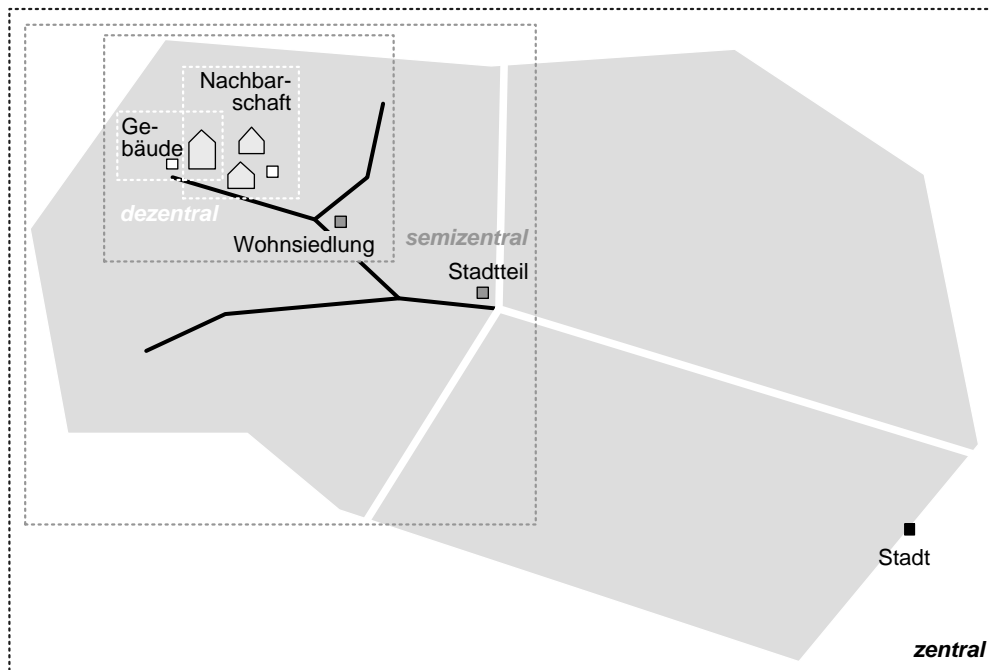 Nachbar-
schaft
Ge-
bäude
dezentral
Wohnsiedlung
semizentral
Stadtteil
Stadt
zentral